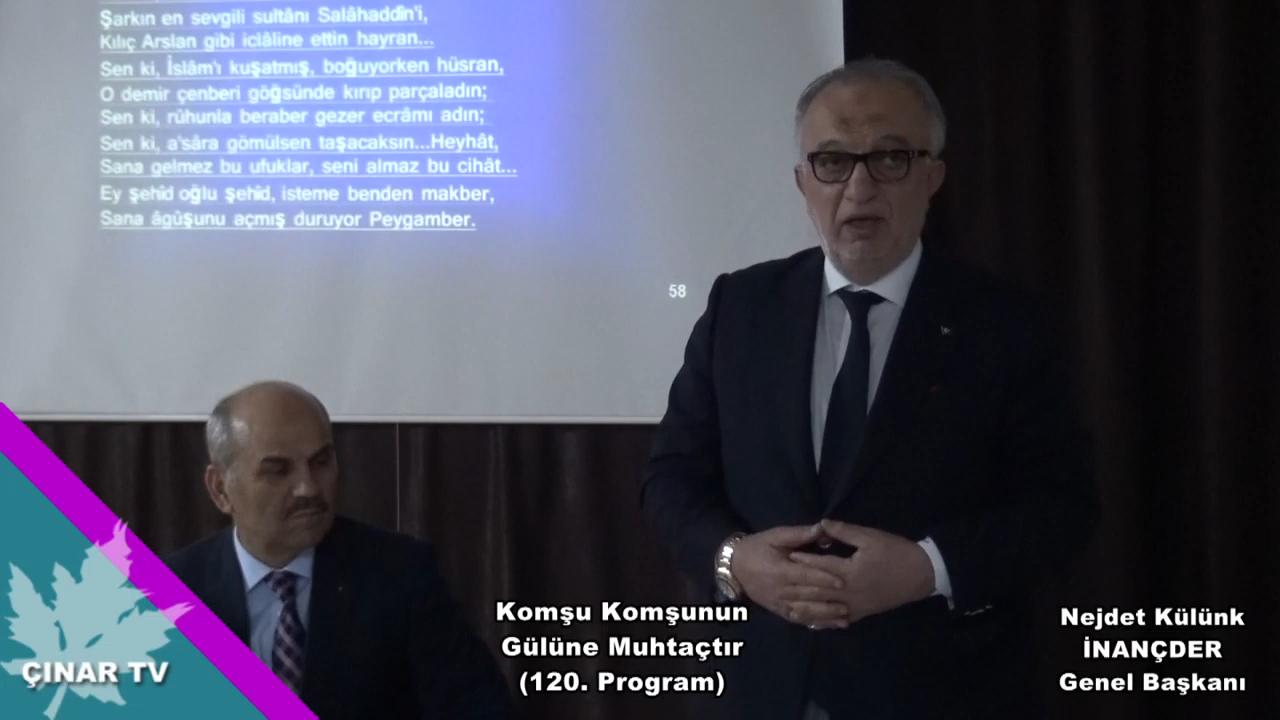 Şarkın en sevgili sultânı Salâhaddîn'i,
Kılıç Arslan gibi iclâline ettin hayran...
Sen ki, İslâm'ı kuşatmış, boğuyorken hüsran,
O demir çenberi göğsünde kırıp parçaladın;
Sen ki, rûhunla beraber gezer ecrâmı adın;
Sen ki, a'sâra gömülsen taşacaksın...Heyhât,
Sana gelmez bu ufuklar, seni almaz bu cihât...
Ey şehîd oğlu şehîd, isteme benden makber,
Sana âgûşunu açmış duruyor Peygamber.
58
Komşu Komşunun
Gülüne Muhtaçtır
(120. Program)
Nejdet Külünk
İNANÇDER
Genel Başkanı
ÇINAR TV